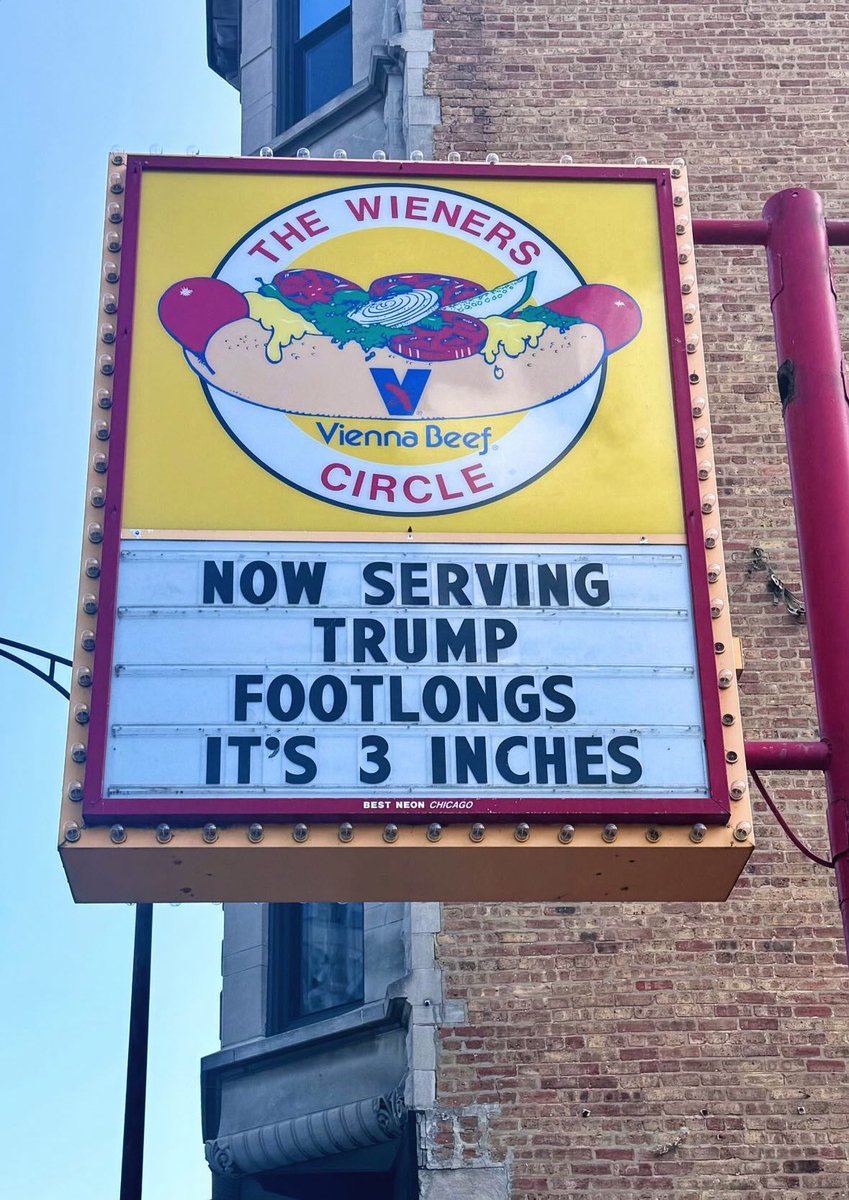 THE WIENERS
Vienna Beef
CIRCLE
NOW SERVING
TRUMP
FOOTLONGS
IT'S 3 INCHES
BEST NEON CHICAGO